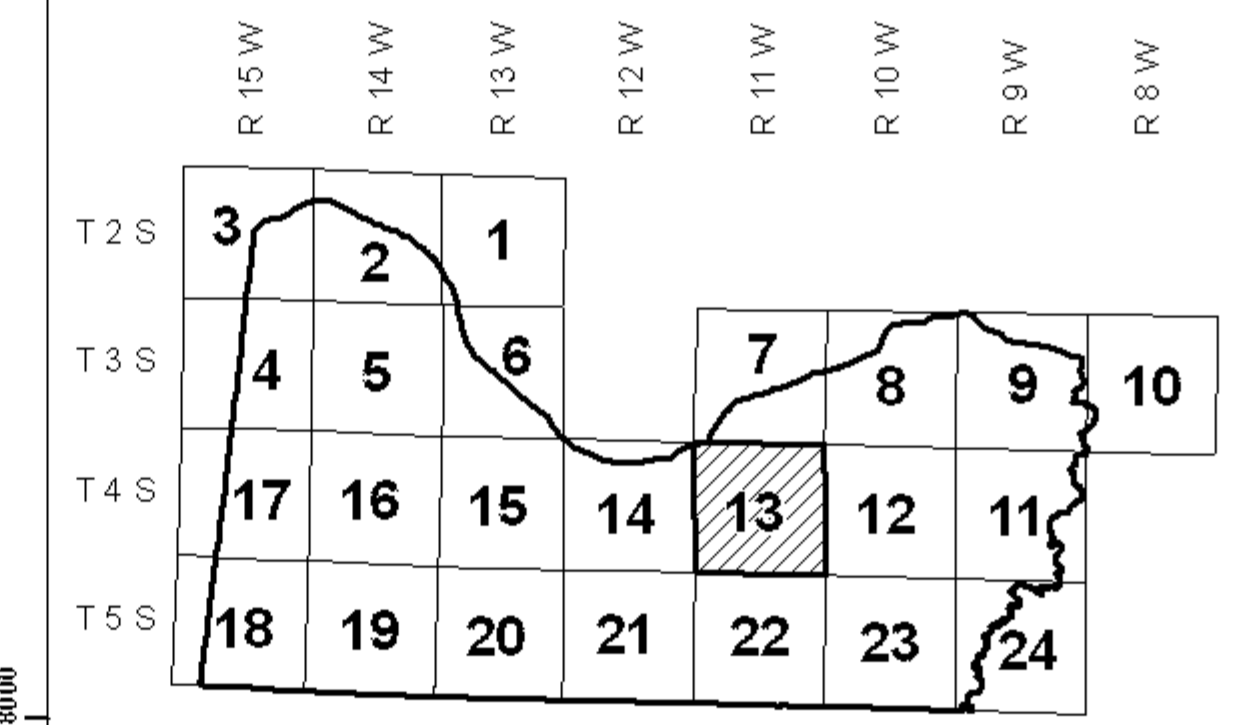 R 15 W R 14 W R 13 W R 12 W R 11 W R 10 W R 9 W R 8 W
T 2 S 3 2 1
T 3 S 4 5 6 7 8 9 10
T 4 S 17 16 15 14 13 12 11
T 5 S 18 19 20 21 22 23 24
8000